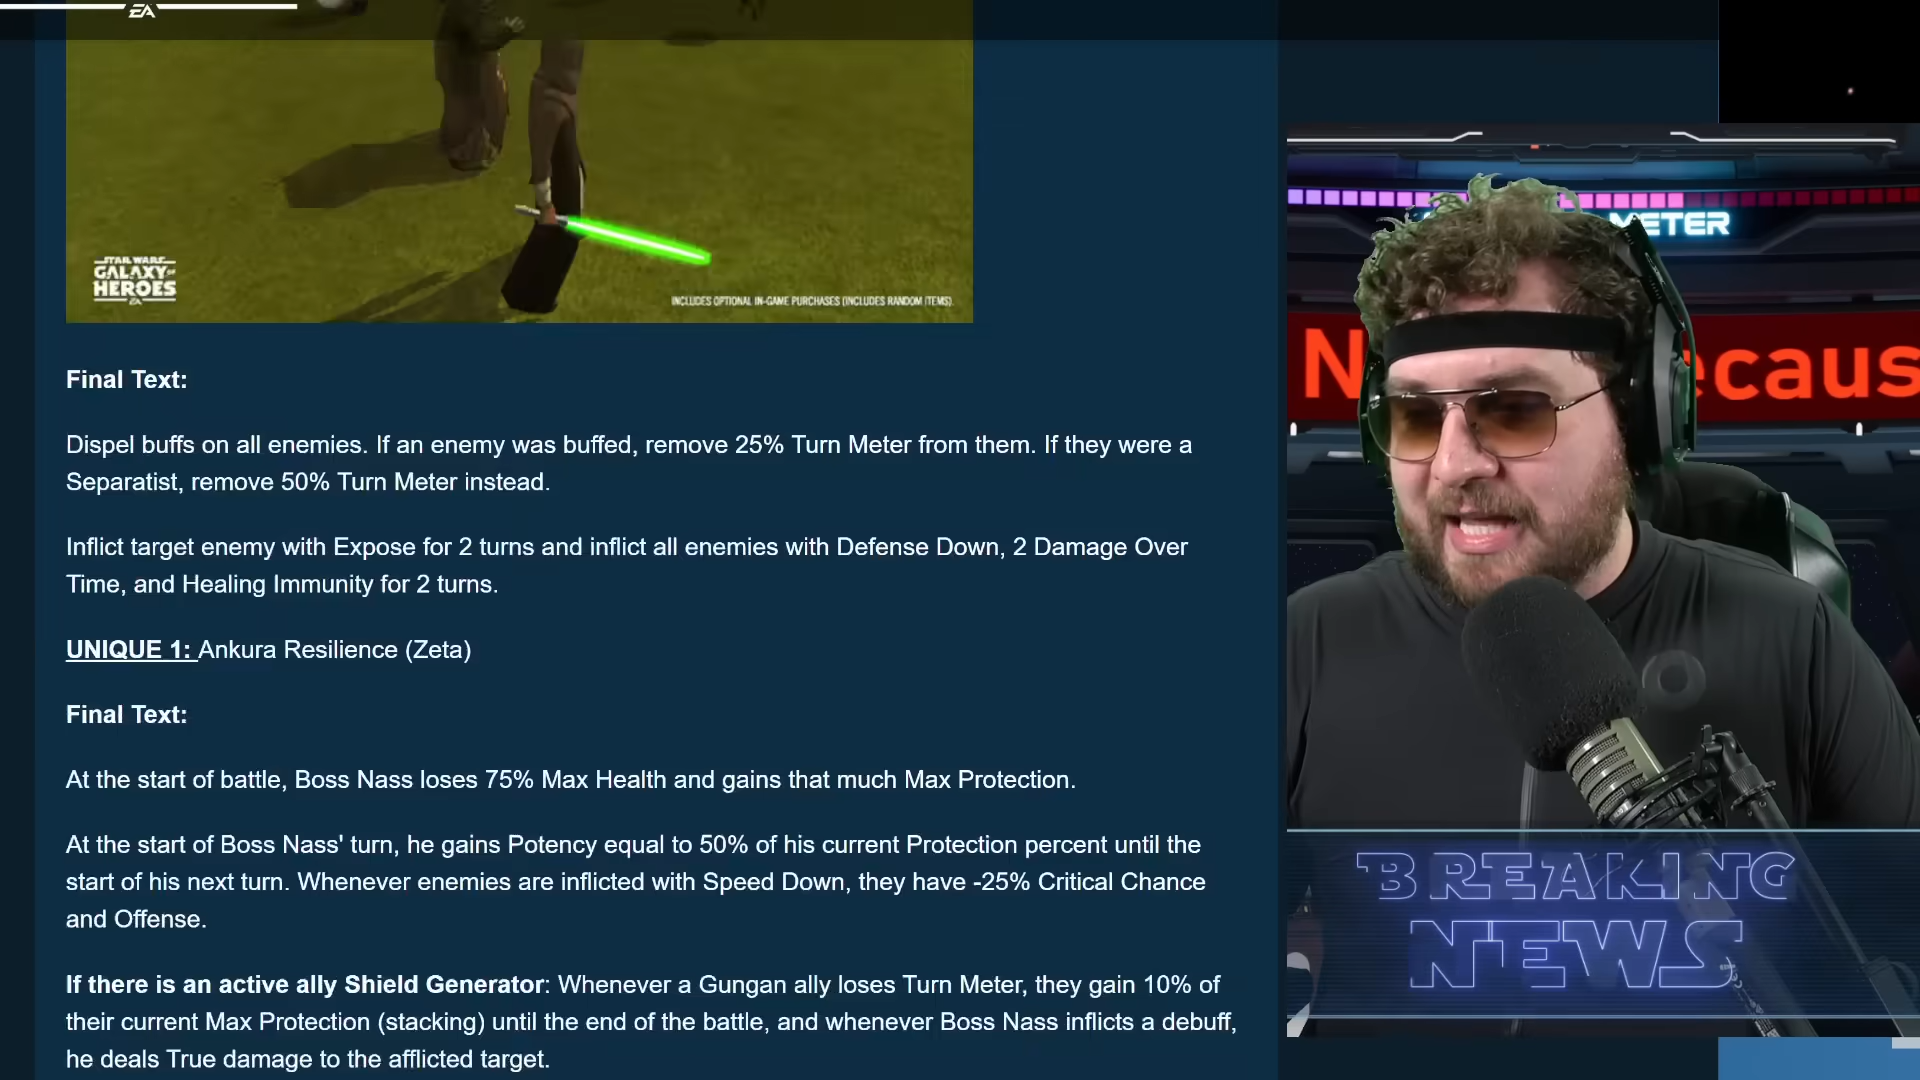 EA
STAR WARS
GALAXY OF
HEROES
EA
INCLUDES OPTIONAL IN-GAME PURCHASES (INCLUDES RANDOM ITEMS).
Final Text:
Dispel buffs on all enemies. If an enemy was buffed, remove 25% Turn Meter from them. If they were a
Separatist, remove 50% Turn Meter instead.
Inflict target enemy with Expose for 2 turns and inflict all enemies with Defense Down, 2 Damage Over
Time, and Healing Immunity for 2 turns.
UNIQUE 1: Ankura Resilience (Zeta)
Final Text:
At the start of battle, Boss Nass loses 75% Max Health and gains that much Max Protection.
At the start of Boss Nass' turn, he gains Potency equal to 50% of his current Protection percent until the
start of his next turn. Whenever enemies are inflicted with Speed Down, they have -25% Critical Chance
and Offense.
If there is an active ally Shield Generator: Whenever a Gungan ally loses Turn Meter, they gain 10% of
their current Max Protection (stacking) until the end of the battle, and whenever Boss Nass inflicts a debuff,
he deals True damage to the afflicted target.
METER
N ecaus
BREAKING
NEWS